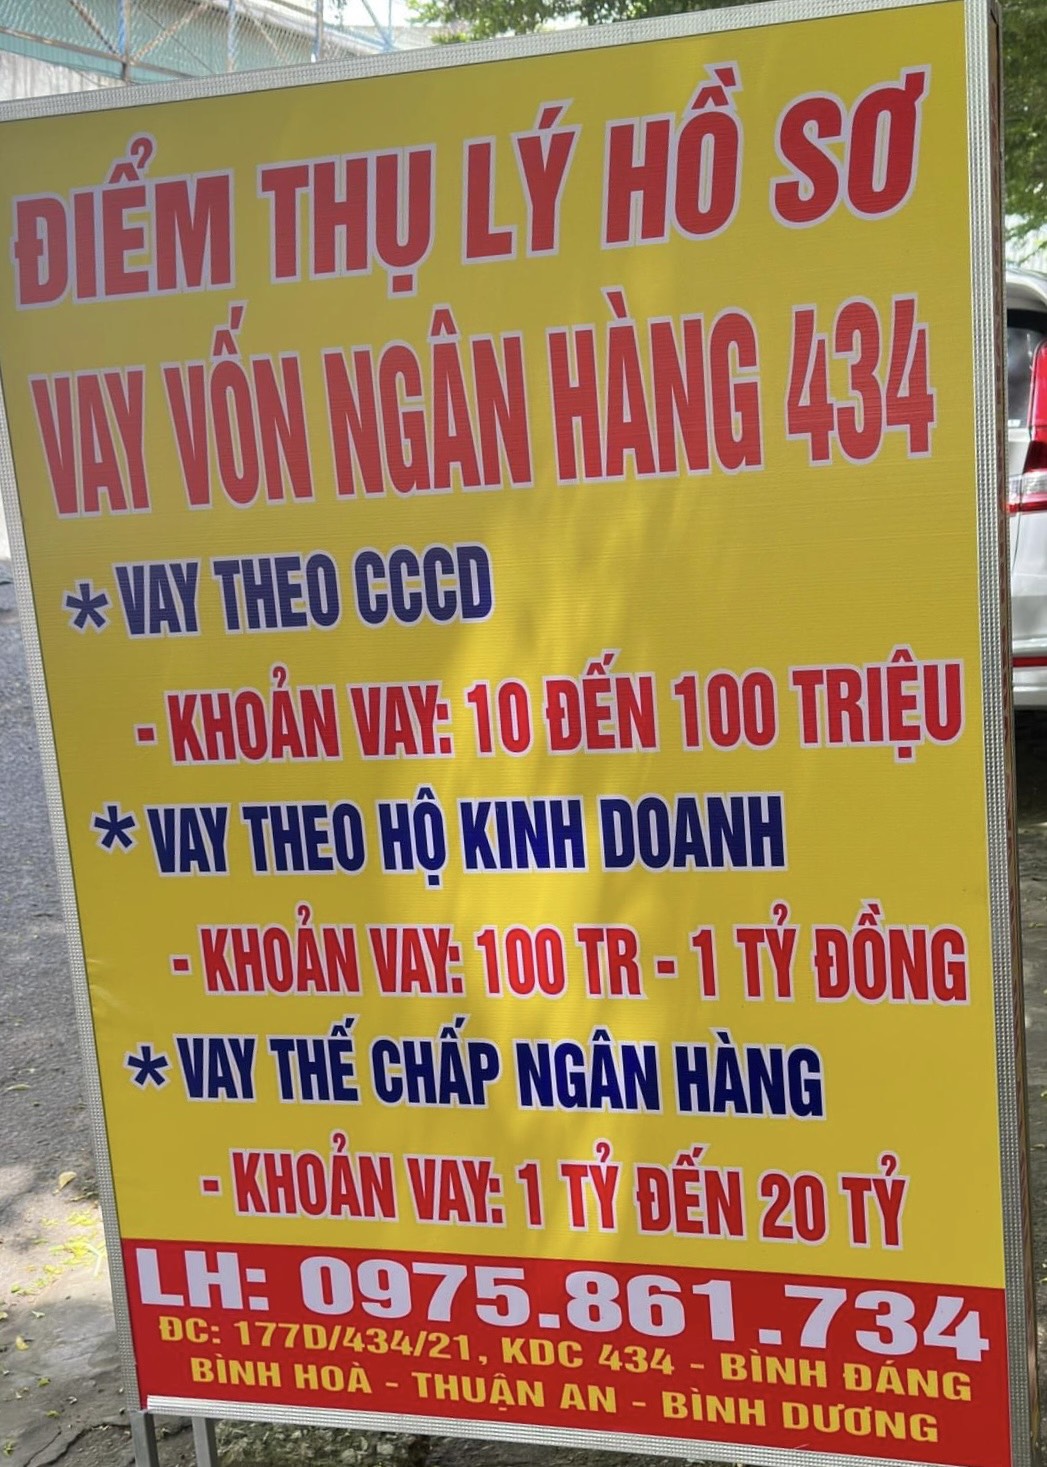 ĐIỂM THỤ LÝ HỒ SƠ
VAY VỐN NGÂN HÀNG 434
* VAY THEO CCCD
- KHOẢN VAY: 10 ĐẾN 100 TRIỆU
* VAY THEO HỘ KINH DOANH
- KHOẢN VAY: 100 TR - 1 TỶ ĐỒNG
* VAY THẾ CHẤP NGÂN HÀNG
- KHOẢN VAY: 1 TỶ ĐẾN 20 TỶ
LH: 0975.861.734
ĐC: 177D/434/21, KDC 434 - BÌNH ĐÁNG
BÌNH HOÀ - THUẬN AN - BÌNH DƯƠNG